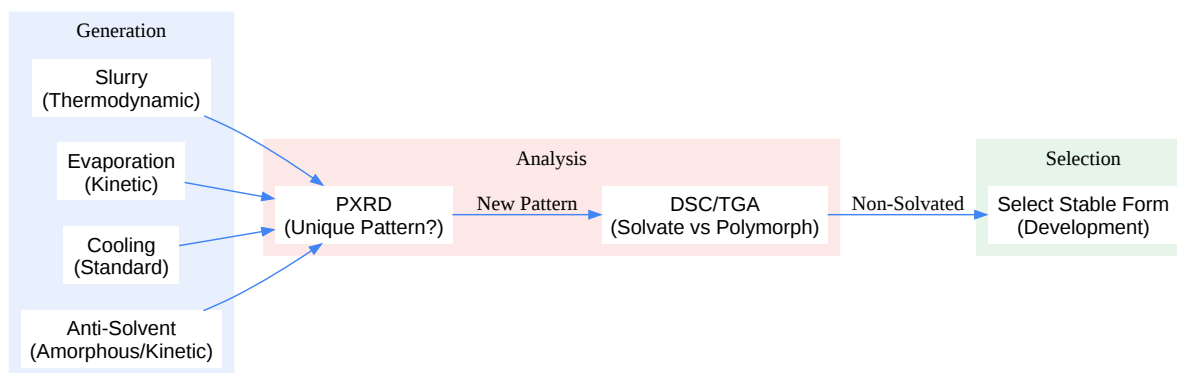 Generation
Slurry
(Thermodynamic)
Evaporation
(Kinetic)
Cooling
(Standard)
Anti-Solvent
(Amorphous/Kinetic)
Analysis
PXRD
(Unique Pattern?)
New Pattern
DSC/TGA
(Solvate vs Polymorph)
Non-Solvated
Selection
Select Stable Form
(Development)